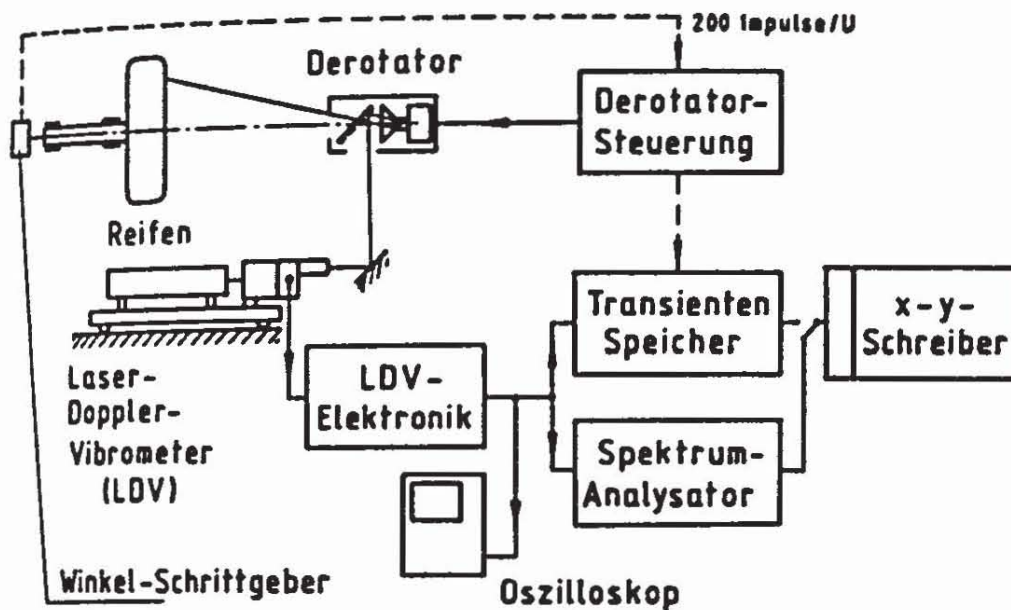 200 Impulse/U
Derotator
Derotator-
Steuerung
Reifen
Transienten
Speicher
x-y-
Schreiber
Laser-
Doppler-
Vibrometer
(LDV)
LDV-
Elektronik
Spektrum-
Analysator
Winkel-Schrittgeber
Oszilloskop